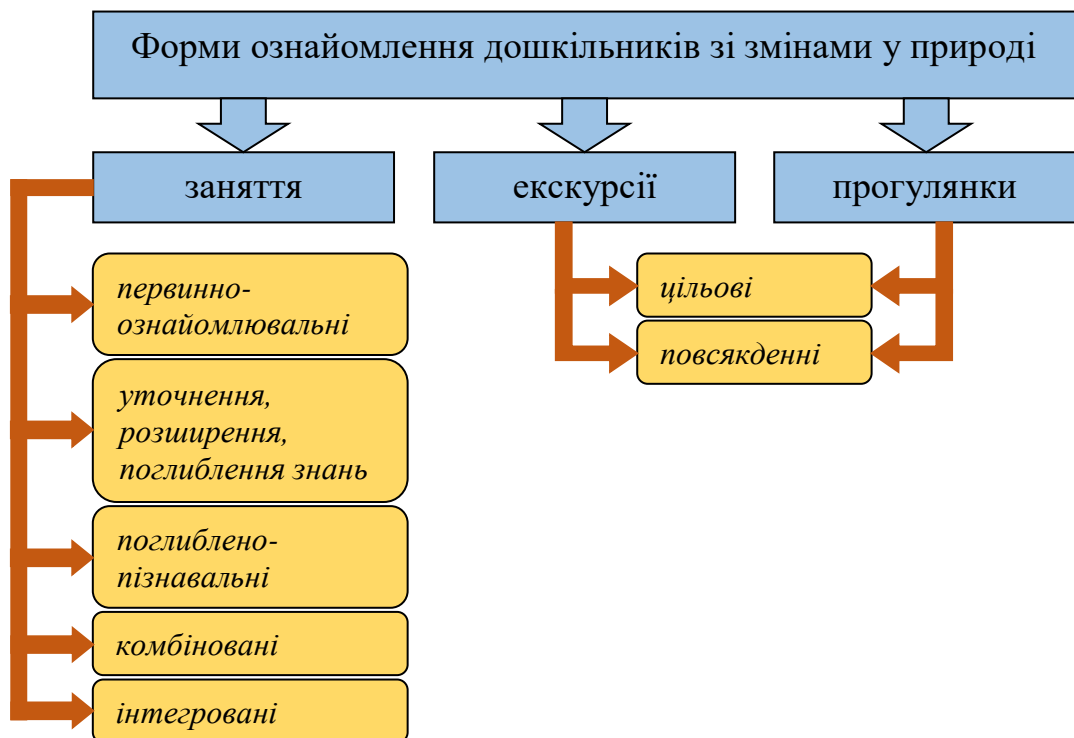 Форми ознайомлення дошкільників зі змінами у природі
заняття
екскурсії
прогулянки
первинно-
ознайомлювальні
уточнення,
розширення,
поглиблення знань
поглиблено-
пізнавальні
комбіновані
інтегровані
цільові
повсякденні